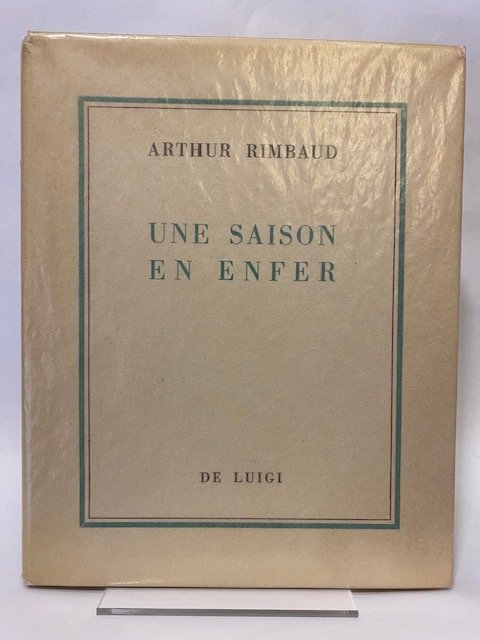 ARTHUR RIMBAUD
UNE SAISON
EN ENFER
DE LUIGI